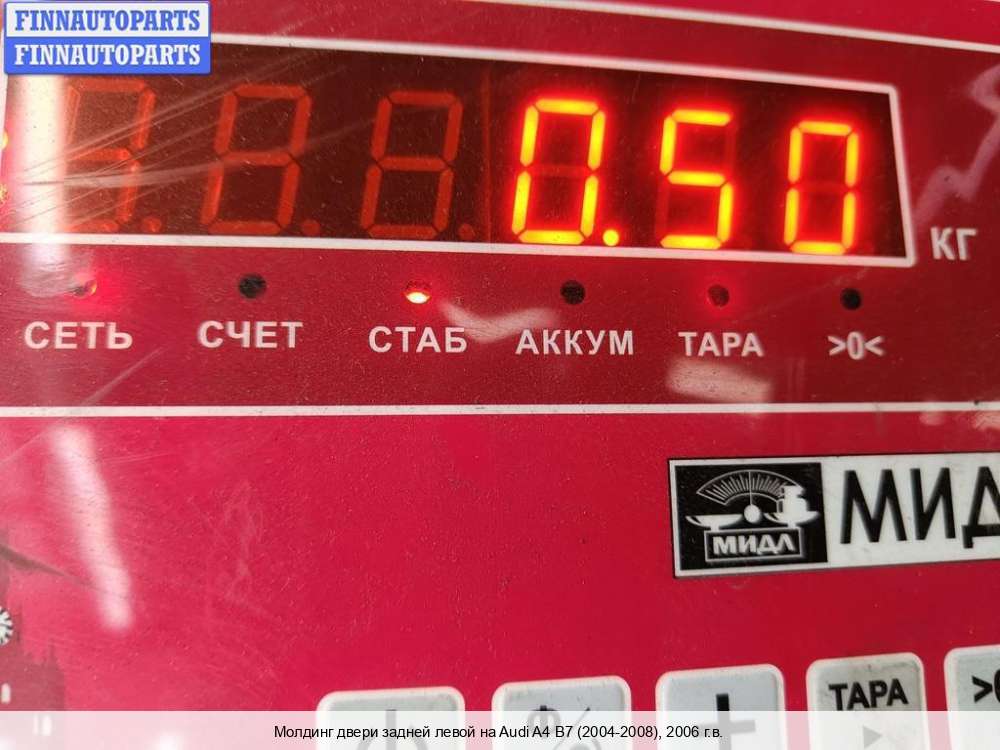 FINNAUTOPARTS
FINNAUTOPARTS
0.50
КГ
СЕТЬ СЧЕТ СТАБ АККУМ ТАРА >0<
МИДЛ
ТАРА
Молдинг двери задней левой на Audi A4 B7 (2004-2008), 2006 г.в.